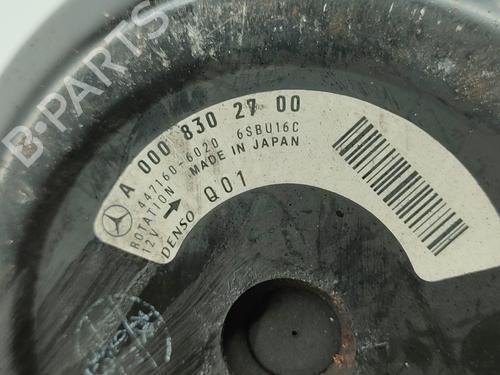 B-PARTS
A 000 830 27 00
447160-6020 6SBU16C
ROTATION → MADE IN JAPAN
12V DENSO Q01